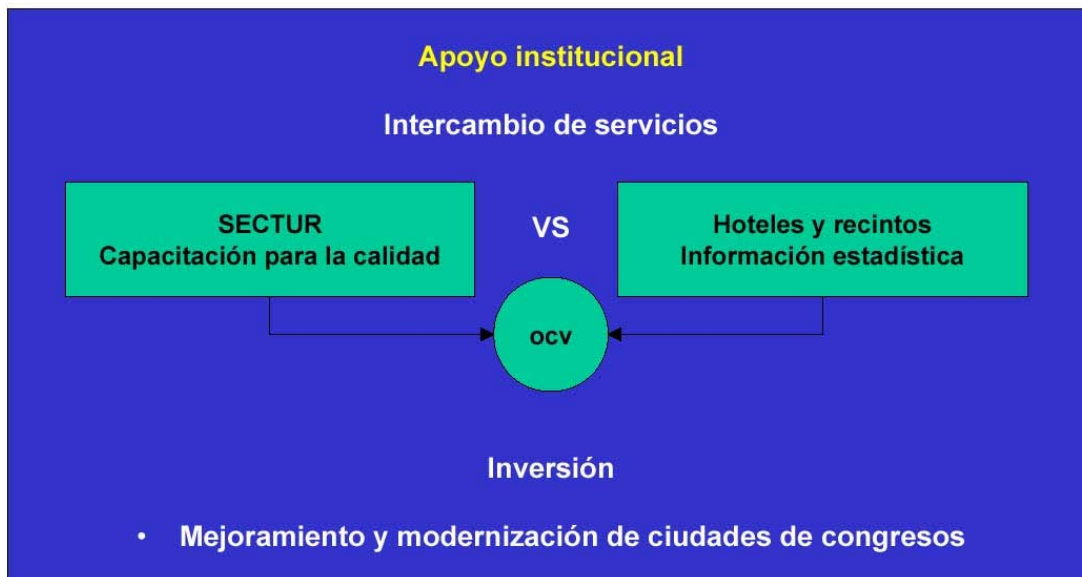 Apoyo institucional
Intercambio de servicios
SECTUR
Capacitación para la calidad
VS
Hoteles y recintos
Información estadística
ocv
Inversión
• Mejoramiento y modernización de ciudades de congresos